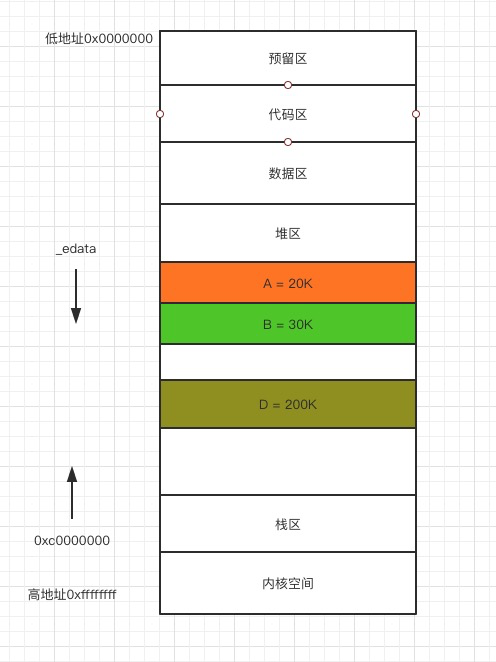 低地址0x0000000
预留区
代码区
数据区
堆区
_edata
A = 20K
B = 30K
D = 200K
栈区
0xc0000000
内核空间
高地址0xffffffff